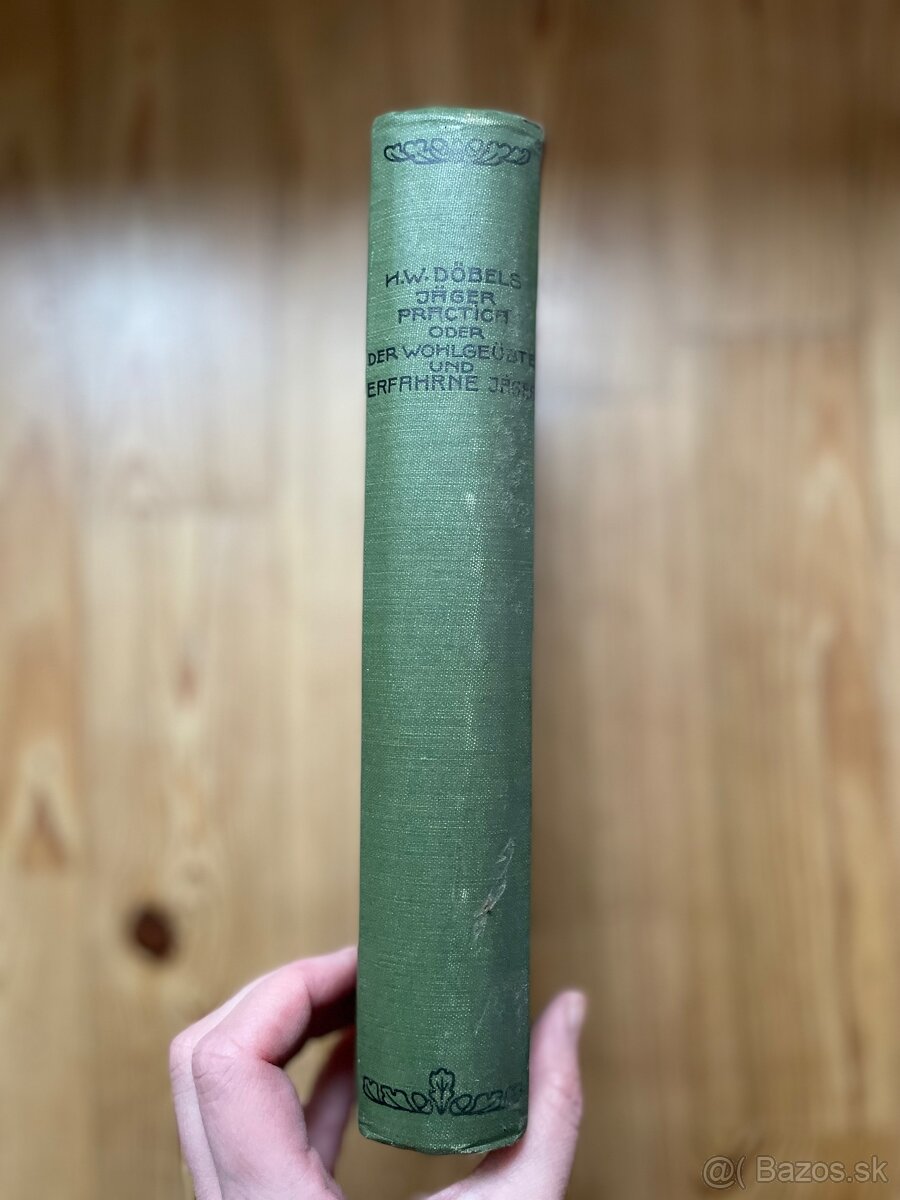 H.W. DÖBELS
JÄGER
PRACTICA
ODER
DER WOHLGEÜBTE
UND
ERFAHRNE JÄGER
@( Bazos.sk